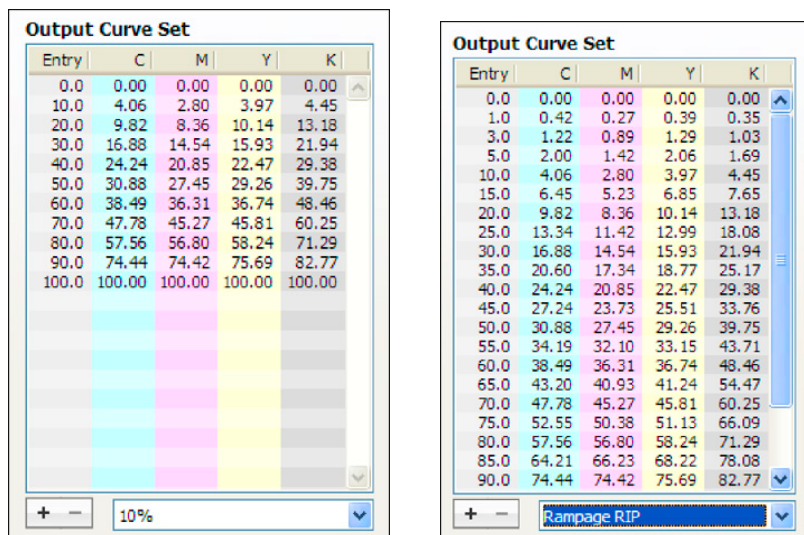 Output Curve Set
Entry C M Y K
0.0 0.00 0.00 0.00 0.00
10.0 4.06 2.80 3.97 4.45
20.0 9.82 8.36 10.14 13.18
30.0 16.88 14.54 15.93 21.94
40.0 24.24 20.85 22.47 29.38
50.0 30.88 27.45 29.26 39.75
60.0 38.49 36.31 36.74 48.46
70.0 47.78 45.27 45.81 60.25
80.0 57.56 56.80 58.24 71.29
90.0 74.44 74.42 75.69 82.77
100.0 100.00 100.00 100.00 100.00
+ − 10%
Output Curve Set
Entry C M Y K
0.0 0.00 0.00 0.00 0.00
1.0 0.42 0.27 0.39 0.35
3.0 1.22 0.89 1.29 1.03
5.0 2.00 1.42 2.06 1.69
10.0 4.06 2.80 3.97 4.45
15.0 6.45 5.23 6.85 7.65
20.0 9.82 8.36 10.14 13.18
25.0 13.34 11.42 12.99 18.08
30.0 16.88 14.54 15.93 21.94
35.0 20.60 17.34 18.77 25.17
40.0 24.24 20.85 22.47 29.38
45.0 27.24 23.73 25.51 33.76
50.0 30.88 27.45 29.26 39.75
55.0 34.19 32.10 33.15 43.71
60.0 38.49 36.31 36.74 48.46
65.0 43.20 40.93 41.24 54.47
70.0 47.78 45.27 45.81 60.25
75.0 52.55 50.38 51.13 66.09
80.0 57.56 56.80 58.24 71.29
85.0 64.21 66.23 68.22 78.08
90.0 74.44 74.42 75.69 82.77
+ − Rampage RIP